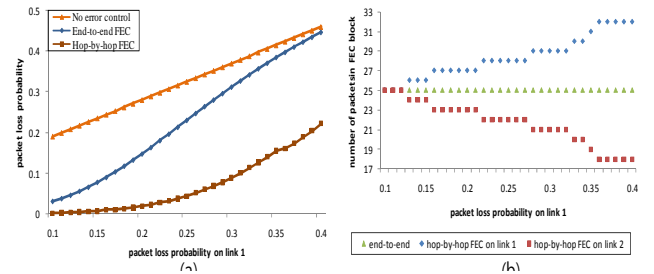 No error control
End-to-end FEC
Hop-by-hop FEC
packet loss probability
0.5
0.4
0.3
0.2
0.1
0
0.1
0.15
0.2
0.25
0.3
0.35
0.4
packet loss probability on link 1
(a)
number of packetsin FEC block
33
31
29
27
25
23
21
19
17
0.1
0.15
0.2
0.25
0.3
0.35
0.4
packet loss probability on link 1
end-to-end
hop-by-hop FEC on link 1
hop-by-hop FEC on link 2
(b)